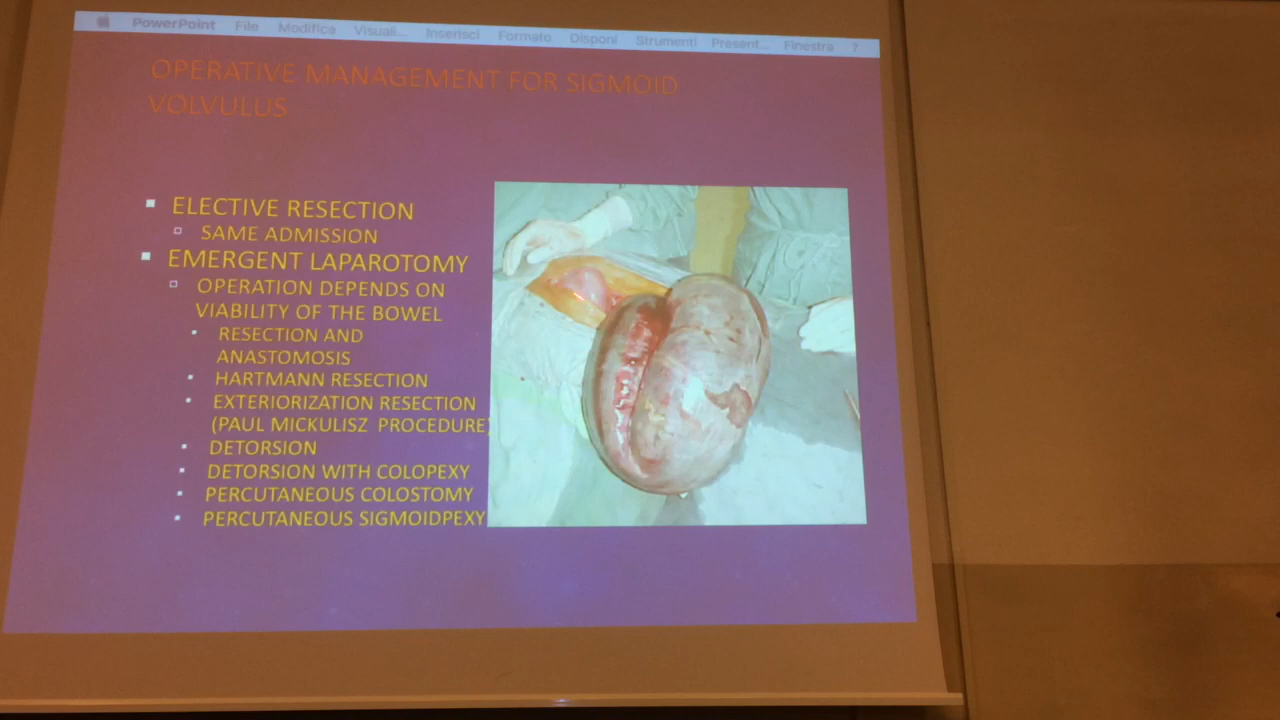 PowerPoint File Modifica Visuali... Inserisci Formato Disponi Strumenti Present... Finestra ?
OPERATIVE MANAGEMENT FOR SIGMOID
VOLVULUS
ELECTIVE RESECTION
SAME ADMISSION
EMERGENT LAPAROTOMY
OPERATION DEPENDS ON
VIABILITY OF THE BOWEL
RESECTION AND
ANASTOMOSIS
HARTMANN RESECTION
EXTERIORIZATION RESECTION
(PAUL MICKULISZ PROCEDURE)
DETORSION
DETORSION WITH COLOPEXY
PERCUTANEOUS COLOSTOMY
PERCUTANEOUS SIGMOIDPEXY